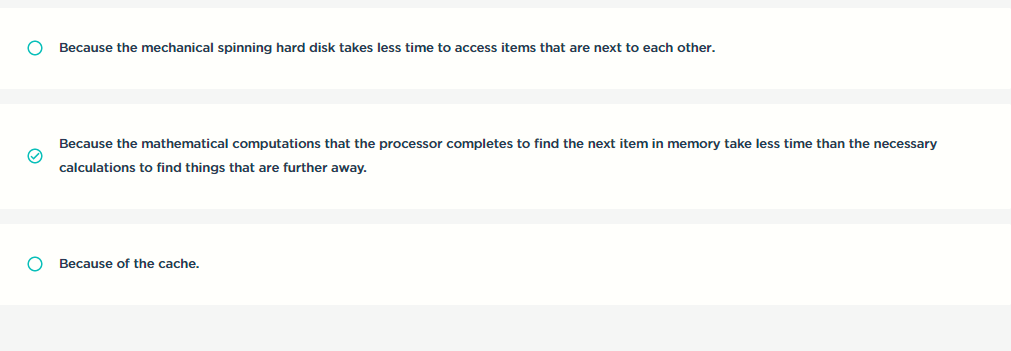 Because the mechanical spinning hard disk takes less time to access items that are next to each other.
Because the mathematical computations that the processor completes to find the next item in memory take less time than the necessary
calculations to find things that are further away.
Because of the cache.